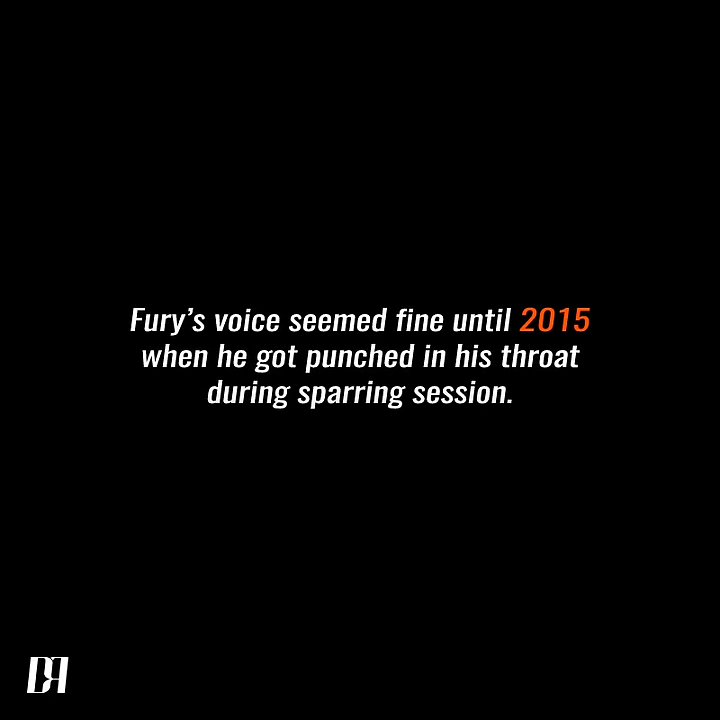 Fury’s voice seemed fine until 2015
when he got punched in his throat
during sparring session.